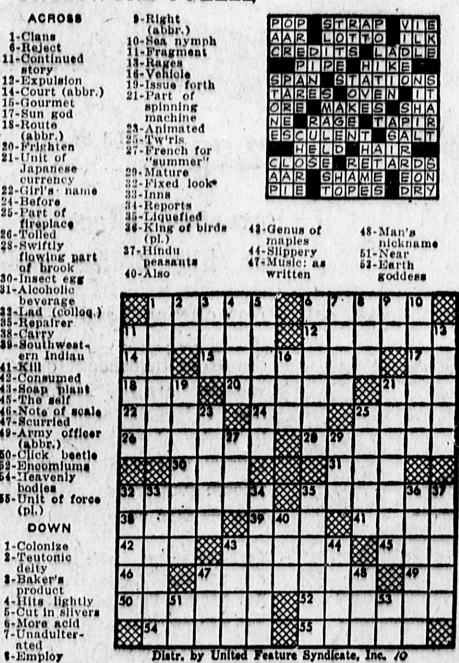 ACROSS
1-Clans
6-Reject
11-Continued
story
12-Expulsion
14-Court (abbr.)
15-Gourmet
17-Sun god
18-Route
(abbr.)
20-Frighten
21-Unit of
Japanese
currency
22-Girl's name
24-Before
25-Part of
fireplace
26-Toiled
28-Swiftly
flowing part
of brook
30-Insect egg
31-Alcoholic
beverage
33-Lad (colloq.)
35-Repairer
38-Carry
39-Southwest-
ern Indian
41-Kill
42-Consumed
43-Soap plant
45-The self
46-Note of scale
47-Scurried
49-Army officer
(abbr.)
50-Click beetle
52-Encomiums
54-Heavenly
bodies
55-Unit of force
(pl.)
DOWN
1-Colonize
2-Teutonic
deity
3-Baker's
product
4-Hits lightly
5-Cut in slivers
6-More acid
7-Unadulter-
ated
8-Employ
9-Right
(abbr.)
10-Sea nymph
11-Fragment
13-Rages
16-Vehicle
19-Issue forth
21-Part of
spinning
machine
23-Animated
25-Twirls
27-French for
"summer"
29-Mature
32-Fixed look
33-Inns
34-Reports
35-Liquefied
36-King of birds
(pl.)
37-Hindu
peasants
40-Also
43-Genus of
maples
44-Slippery
47-Music: as
written
48-Man's
nickname
51-Near
53-Earth
goddess
POP STRAP VIE
AAR LOTTO ILK
CREDITS LADLE
PIPE HIKE
SPAN STATIONS
TARES OVEN IT
ORE MAKES SHA
NE RAGE TAPIR
ESCULENT GALT
HELD HAIR
CLOSE RETARDS
AAR SHAME EON
PIE TOPES DRY
1 2 3 4 5 6 7 8 9 10
11 12 13
14 15 16 17
18 19 20 21
22 23 24 25
26 27 28 29
30 31
32 33 34 35 36 37
38 39 40 41
42 43 44 45
46 47 48 49
50 51 52 53
54 55
Distr. by United Feature Syndicate, Inc. 10